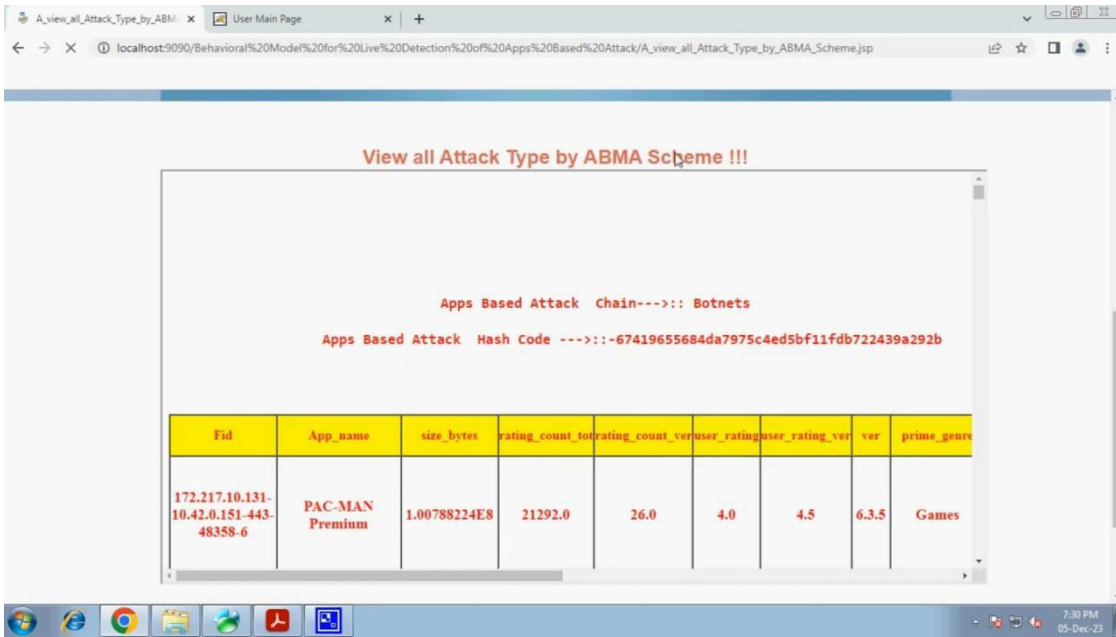 A_view_all_Attack_Type_by_ABM
User Main Page
localhost:9090/Behavioral%20Model%20for%20Live%20Detection%20of%20Apps%20Based%20Attack/A_view_all_Attack_Type_by_ABMA_Scheme.jsp
View all Attack Type by ABMA Scheme !!!
Apps Based Attack Chain--->:: Botnets
Apps Based Attack Hash Code --->::-67419655684da7975c4ed5bf11fdb722439a292b
Fid App_name size_bytes rating_count_tot rating_count_ver user_rating user_rating_ver ver prime_genre
172.217.10.131-
10.42.0.151-443-
48358-6
PAC-MAN
Premium
1.00788224E8 21292.0 26.0 4.0 4.5 6.3.5 Games
7:30 PM
05-Dec-23